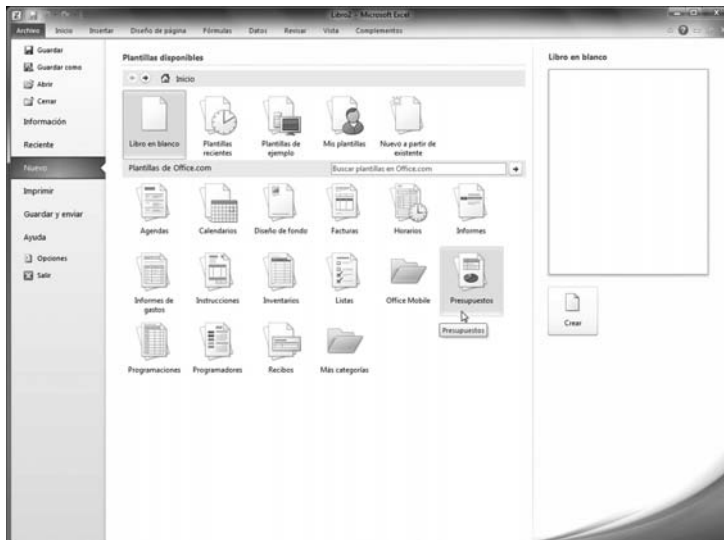 Libro2 - Microsoft Excel
Archivo Inicio Insertar Diseño de página Fórmulas Datos Revisar Vista Complementos
Guardar
Guardar como
Abrir
Cerrar
Información
Reciente
Nuevo
Imprimir
Guardar y enviar
Ayuda
Opciones
Salir
Plantillas disponibles
Inicio
Libro en blanco
Plantillas recientes
Plantillas de ejemplo
Mis plantillas
Nuevo a partir de existente
Plantillas de Office.com
Buscar plantillas en Office.com
Agendas
Calendarios
Diseño de fondo
Facturas
Horarios
Informes
Informes de gastos
Instrucciones
Inventarios
Listas
Office Mobile
Presupuestos
Presupuestos
Programaciones
Programadores
Recibos
Más categorías
Libro en blanco
Crear